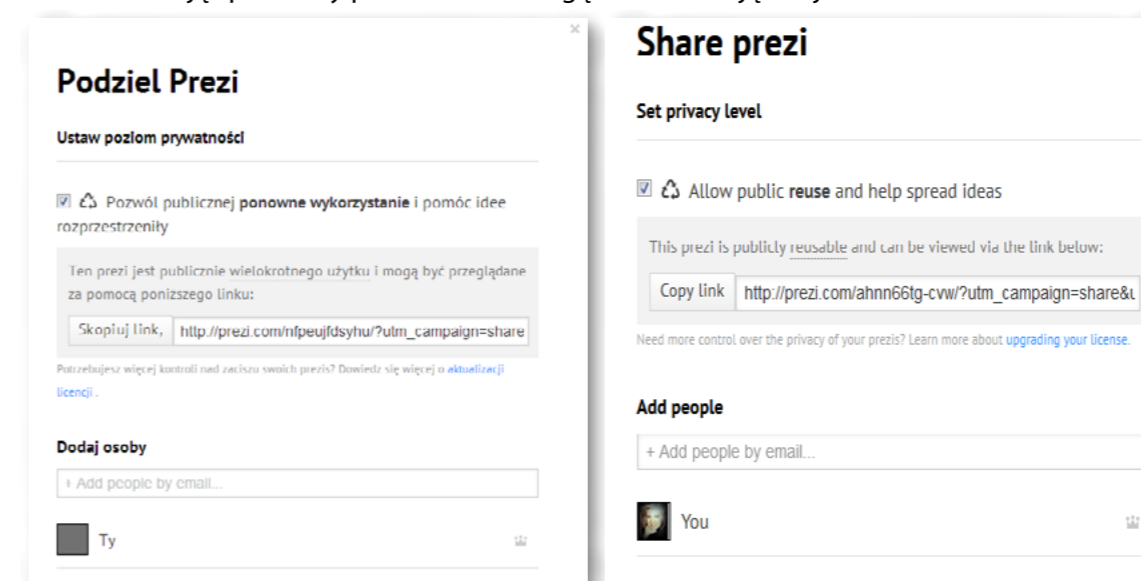 Podziel Prezi
Ustaw poziom prywatności
Pozwól publicznej ponowne wykorzystanie i pomóc idee
rozprzestrzeniły
Ten prezi jest publicznie wielokrotnego użytku i mogą być przeglądane
za pomocą poniższego linku:
Skopiuj link, http://prezi.com/nfpeujfdsyhu/?utm_campaign=share
Potrzebujesz więcej kontroli nad zaciszu swoich prezis? Dowiedz się więcej o aktualizacji
licencji .
Dodaj osoby
+ Add people by email...
Ty
Share prezi
Set privacy level
Allow public reuse and help spread ideas
This prezi is publicly reusable and can be viewed via the link below:
Copy link http://prezi.com/ahnn66tg-cvw/?utm_campaign=share&u
Need more control over the privacy of your prezis? Learn more about upgrading your license.
Add people
+ Add people by email...
You